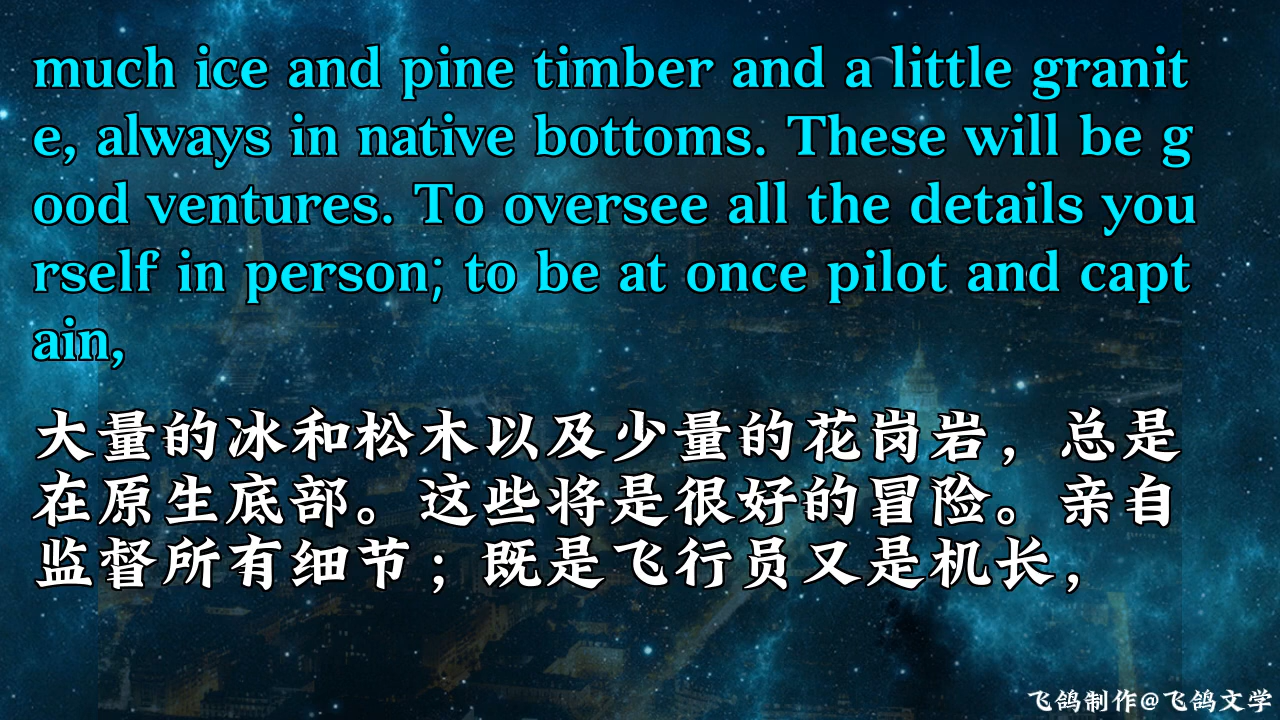 much ice and pine timber and a little granit
e, always in native bottoms. These will be g
ood ventures. To oversee all the details you
rself in person; to be at once pilot and capt
ain,
大量的冰和松木以及少量的花岗岩，总是
在原生底部。这些将是很好的冒险。亲自
监督所有细节；既是飞行员又是机长，
飞鸽制作@飞鸽文学